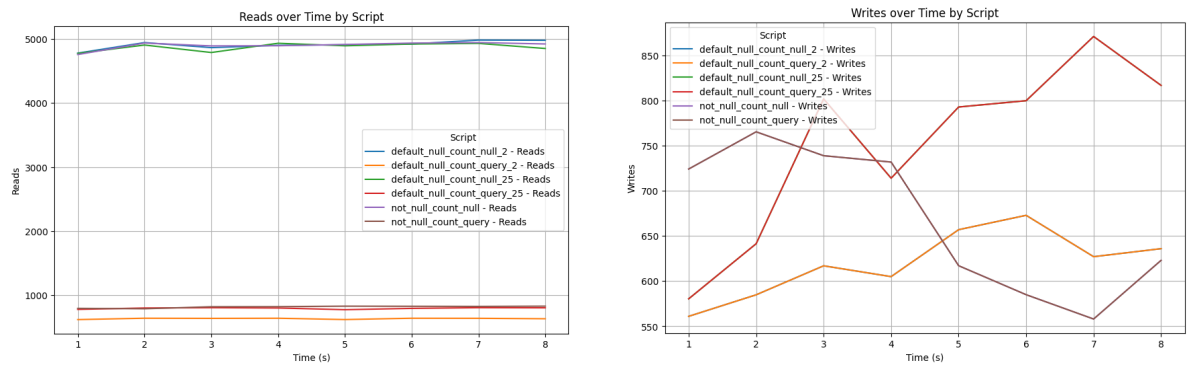 Reads over Time by Script
5000
4000
3000
2000
1000
Reads
Script
default_null_count_null_2 - Reads
default_null_count_query_2 - Reads
default_null_count_null_25 - Reads
default_null_count_query_25 - Reads
not_null_count_null - Reads
not_null_count_query - Reads
1 2 3 4 5 6 7 8
Time (s)
Writes over Time by Script
850
800
750
700
650
600
550
Writes
Script
default_null_count_null_2 - Writes
default_null_count_query_2 - Writes
default_null_count_null_25 - Writes
default_null_count_query_25 - Writes
not_null_count_null - Writes
not_null_count_query - Writes
1 2 3 4 5 6 7 8
Time (s)